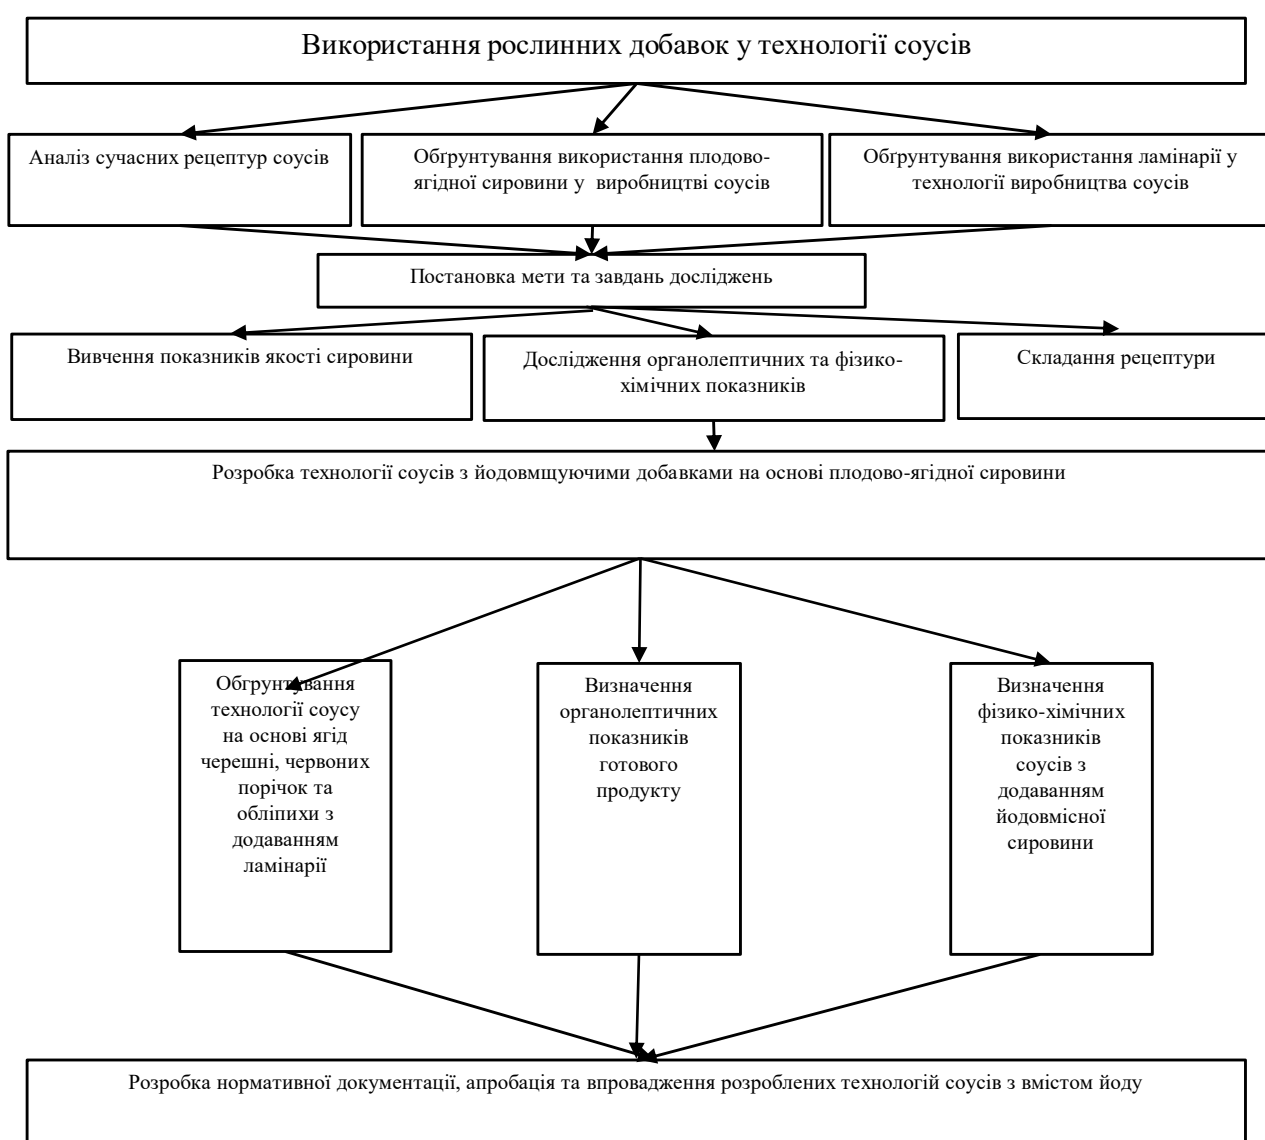 Використання рослинних добавок у технології соусів
Аналіз сучасних рецептур соусів
Обґрунтування використання плодово-
ягідної сировини у виробництві соусів
Обґрунтування використання ламінарії у
технології виробництва соусів
Постановка мети та завдань досліджень
Вивчення показників якості сировини
Дослідження органолептичних та фізико-
хімічних показників
Складання рецептури
Розробка технології соусів з йодовмщуючими добавками на основі плодово-ягідної сировини
Обгрунтування
технології соусу
на основі ягід
черешні, червоних
порічок та
обліпихи з
додаванням
ламінарії
Визначення
органолептичних
показників
готового
продукту
Визначення
фізико-хімічних
показників
соусів з
додаванням
йодовмісної
сировини
Розробка нормативної документації, апробація та впровадження розроблених технологій соусів з вмістом йоду